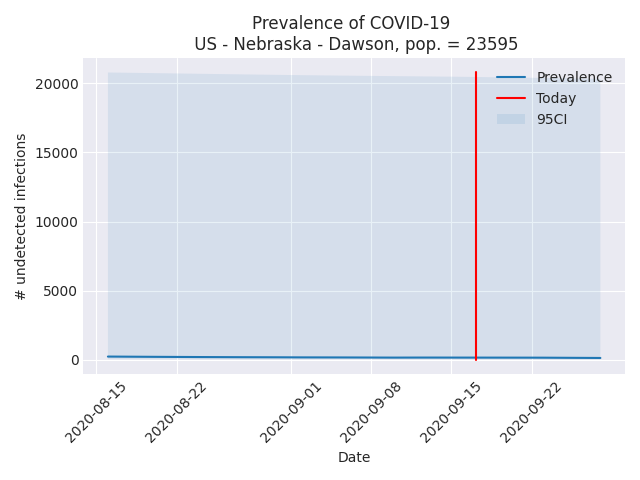 Prevalence of COVID-19
US - Nebraska - Dawson, pop. = 23595
Prevalence
Today
95CI
# undetected infections
20000
15000
10000
5000
0
2020-08-15
2020-08-22
2020-09-01
2020-09-08
2020-09-15
2020-09-22
Date